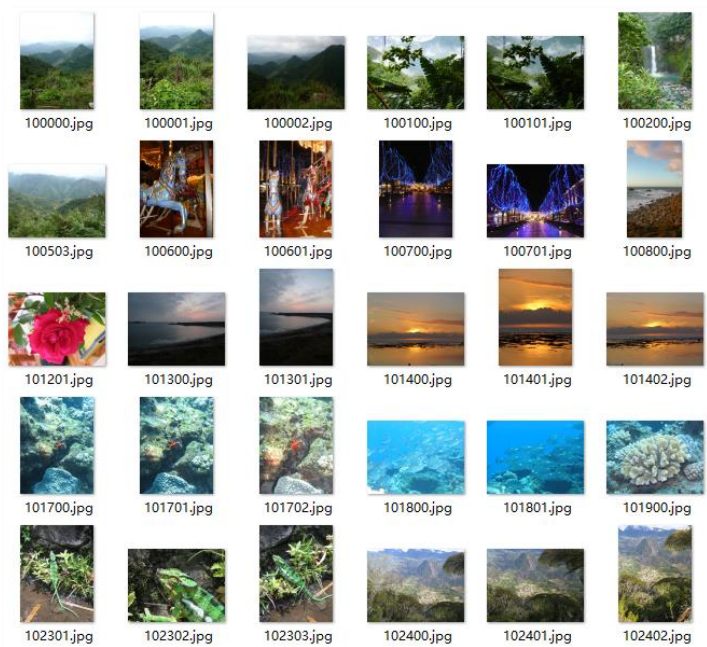 100000.jpg 100001.jpg 100002.jpg 100100.jpg 100101.jpg 100200.jpg
100503.jpg 100600.jpg 100601.jpg 100700.jpg 100701.jpg 100800.jpg
101201.jpg 101300.jpg 101301.jpg 101400.jpg 101401.jpg 101402.jpg
101700.jpg 101701.jpg 101702.jpg 101800.jpg 101801.jpg 101900.jpg
102301.jpg 102302.jpg 102303.jpg 102400.jpg 102401.jpg 102402.jpg